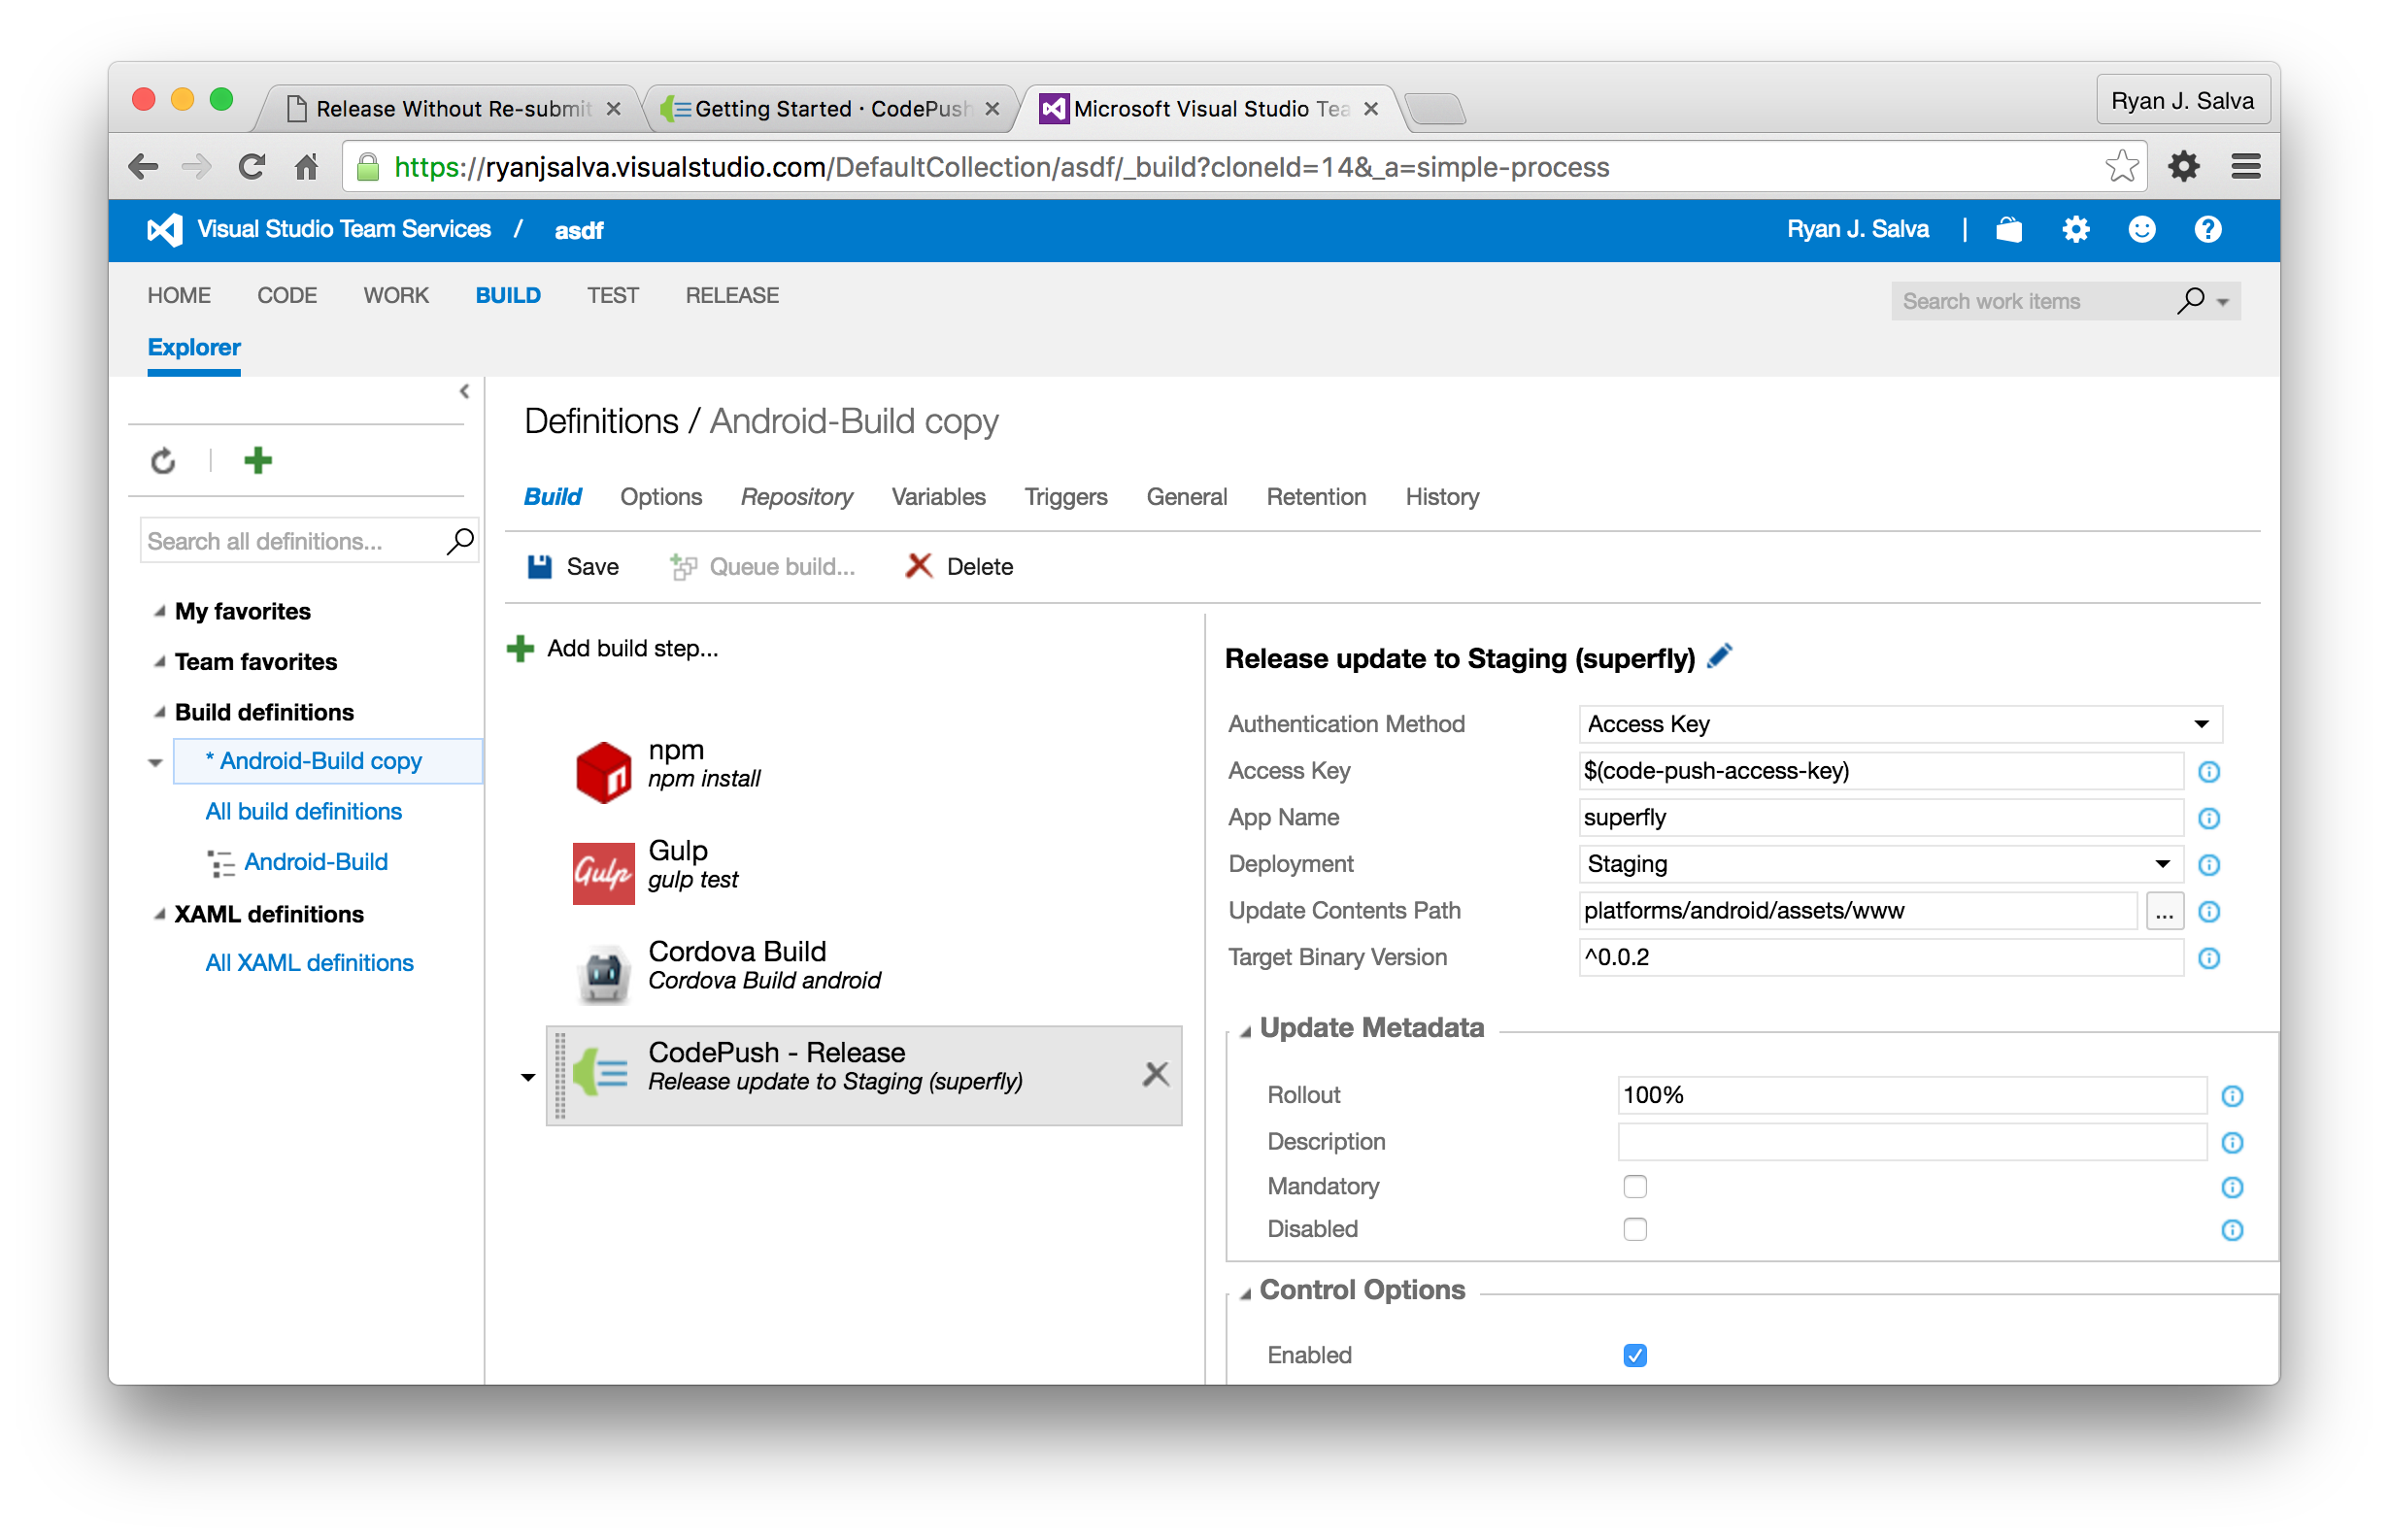 Release Without Re-submit
Getting Started · CodePush
Microsoft Visual Studio Tea
Ryan J. Salva
https://ryanjsalva.visualstudio.com/DefaultCollection/asdf/_build?cloneId=14&_a=simple-process
Visual Studio Team Services / asdf
Ryan J. Salva |
HOME CODE WORK BUILD TEST RELEASE
Search work items
Explorer
Definitions / Android-Build copy
Build Options Repository Variables Triggers General Retention History
Search all definitions...
Save Queue build... Delete
My favorites
Team favorites
Build definitions
* Android-Build copy
All build definitions
Android-Build
XAML definitions
All XAML definitions
Add build step...
npm
npm install
Gulp
Gulp
gulp test
Cordova Build
Cordova Build android
CodePush - Release
Release update to Staging (superfly)
Release update to Staging (superfly)
Authentication Method Access Key
Access Key $(code-push-access-key)
App Name superfly
Deployment Staging
Update Contents Path platforms/android/assets/www ...
Target Binary Version ^0.0.2
Update Metadata
Rollout 100%
Description
Mandatory
Disabled
Control Options
Enabled